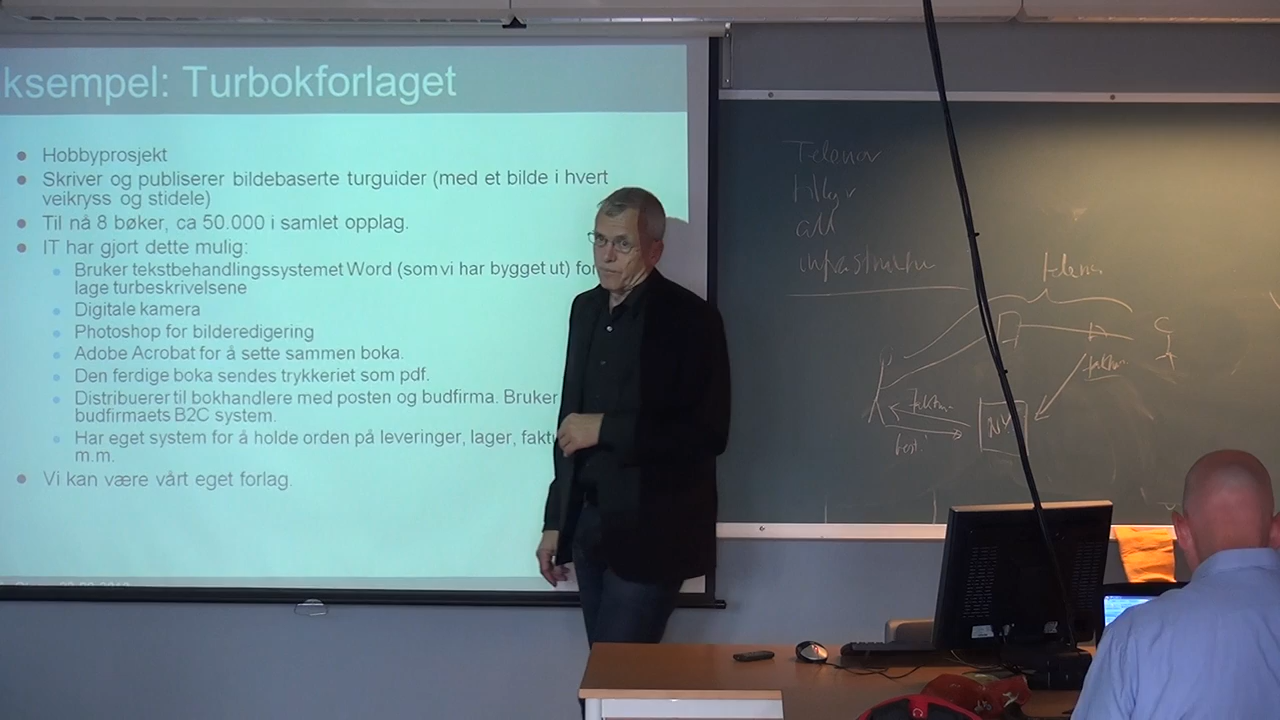 ksempel: Turbokforlaget
Hobbyprosjekt
Skriver og publiserer bildebaserte turguider (med et bilde i hvert
veikryss og stidele)
Til nå 8 bøker, ca 50.000 i samlet opplag.
IT har gjort dette mulig:
Bruker tekstbehandlingssystemet Word (som vi har bygget ut) fo
lage turbeskrivelsene
Digitale kamera
Photoshop for bilderedigering
Adobe Acrobat for å sette sammen boka.
Den ferdige boka sendes trykkeriet som pdf.
Distribuerer til bokhandlere med posten og budfirma. Bruker
budfirmaets B2C system.
Har eget system for å holde orden på leveringer, lager, fakt
m.m.
Vi kan være vårt eget forlag.
Telenor
all
infrastruktur
telenor
C
best.